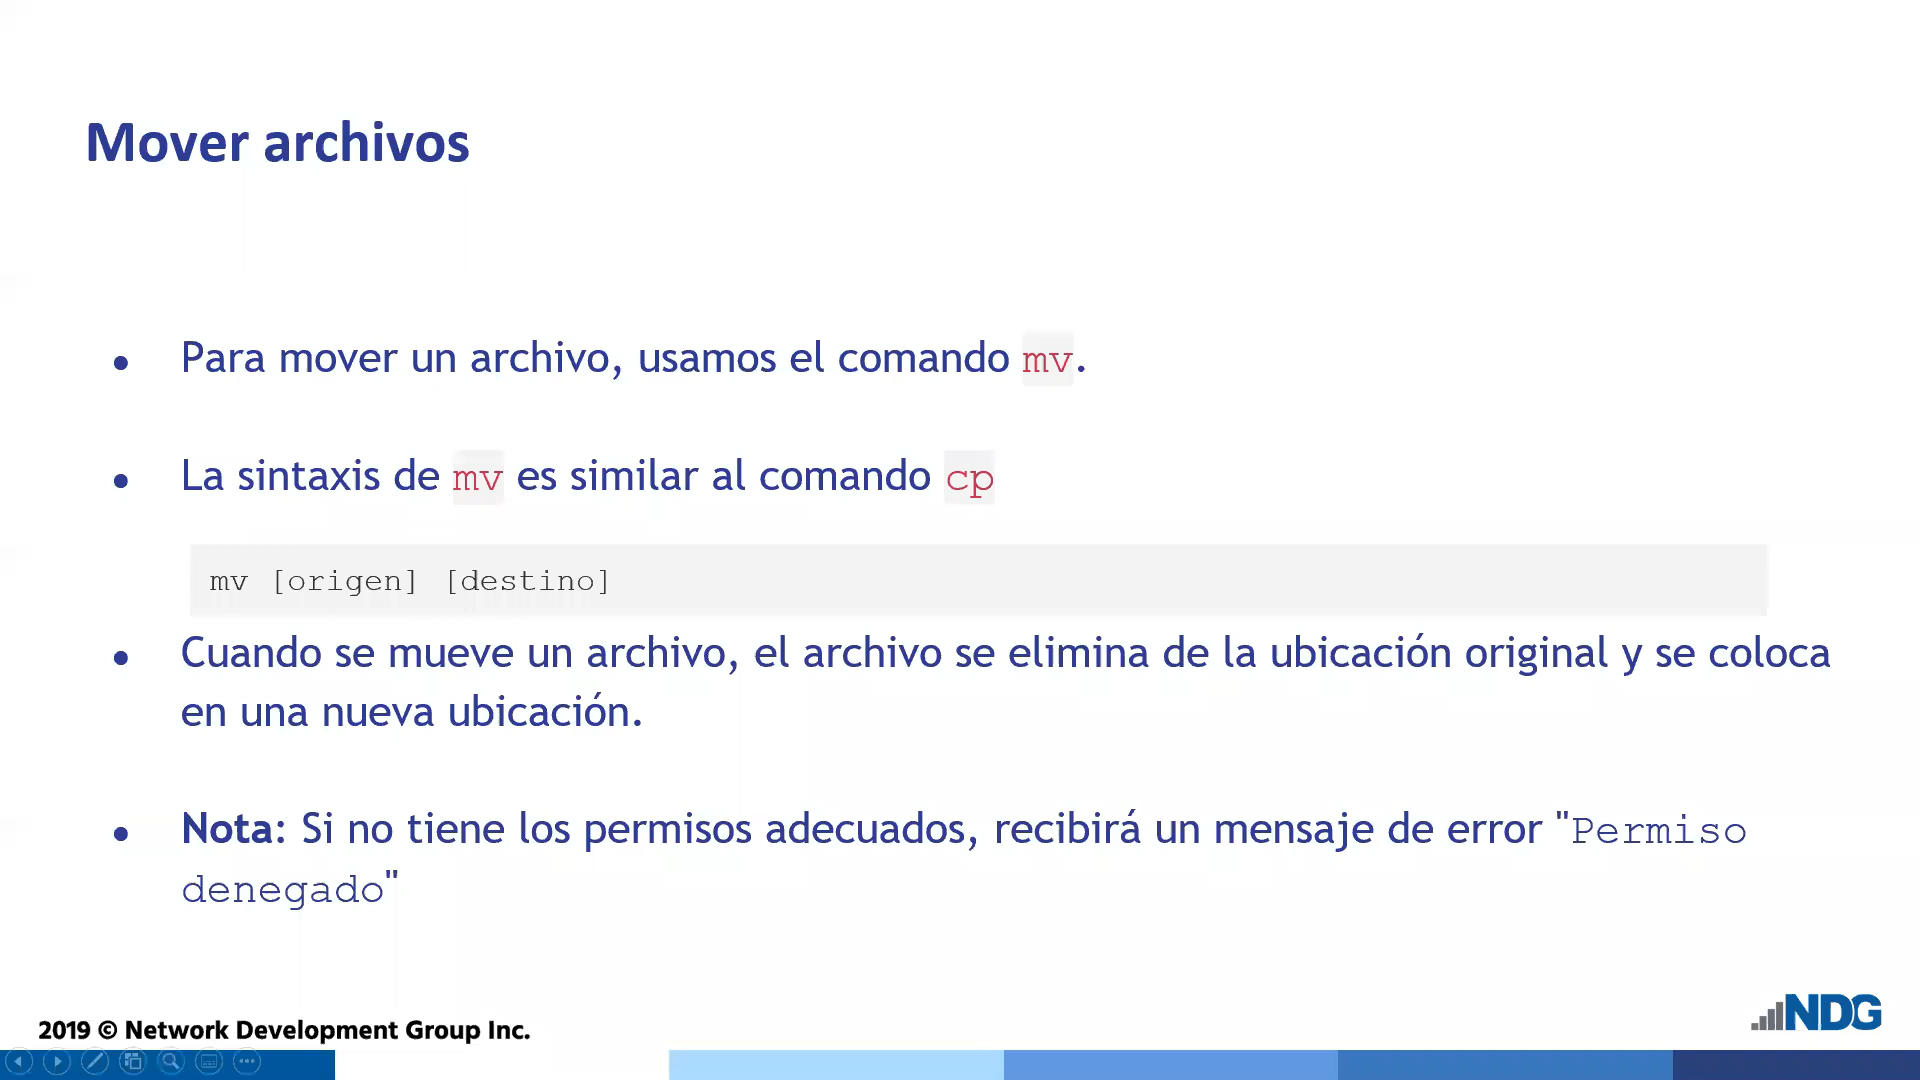 Mover archivos
● Para mover un archivo, usamos el comando mv.
● La sintaxis de mv es similar al comando cp
mv [origen] [destino]
● Cuando se mueve un archivo, el archivo se elimina de la ubicación original y se coloca
en una nueva ubicación.
● Nota: Si no tiene los permisos adecuados, recibirá un mensaje de error "Permiso
denegado"
2019 © Network Development Group Inc.
NDG